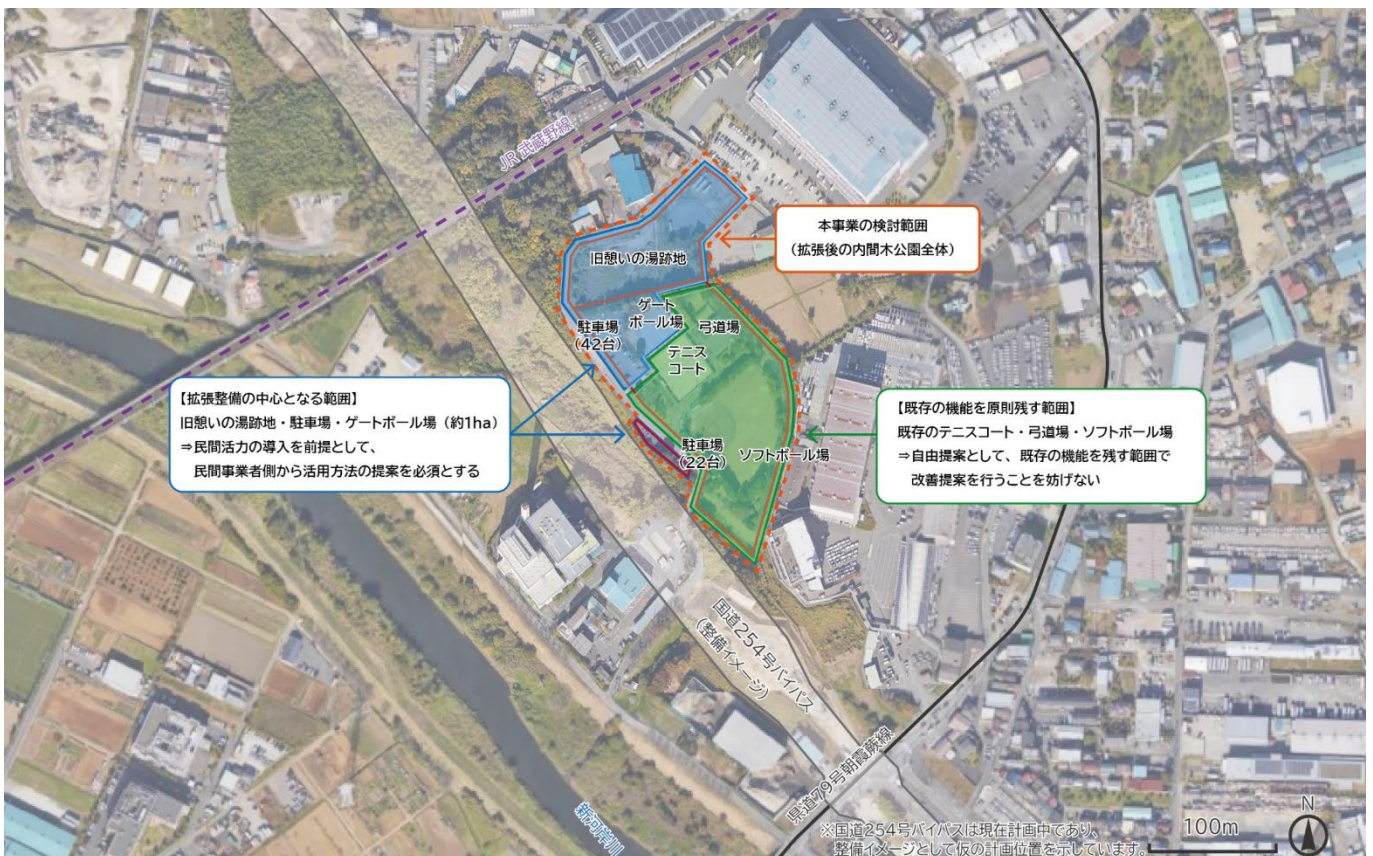 JR 武蔵野線
本事業の検討範囲
(拡張後の内間木公園全体)
旧憩いの湯跡地
ゲート
ボール場
弓道場
駐車場
(42台)
テニス
コート
【拡張整備の中心となる範囲】
旧憩いの湯跡地・駐車場・ゲートボール場(約1ha)
⇒民間活力の導入を前提として、
民間事業者側から活用方法の提案を必須とする
【既存の機能を原則残す範囲】
既存のテニスコート・弓道場・ソフトボール場
⇒自由提案として、既存の機能を残す範囲で
改善提案を行うことを妨げない
駐車場
(22台)
ソフトボール場
国道254号バイパス
(整備イメージ)
県道79号朝霞蕨線
新河岸川
※国道254号バイパスは現在計画中であり、
整備イメージとして仮の計画位置を示しています。
100m
N